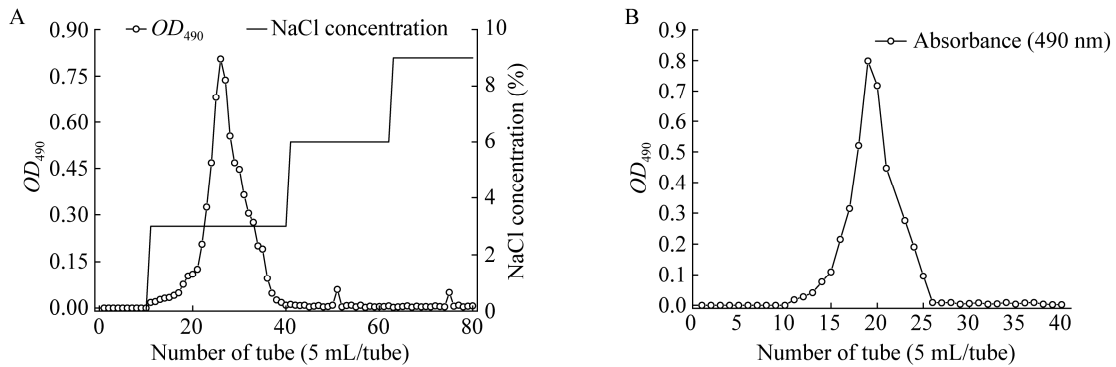 A
OD490
NaCl concentration
0.90
0.75
0.60
0.45
0.30
0.15
0.00
OD490
10
8
6
4
2
0
NaCl concentration (%)
0 20 40 60 80
Number of tube (5 mL/tube)
B
Absorbance (490 nm)
0.9
0.8
0.7
0.6
0.5
0.4
0.3
0.2
0.1
0.0
OD490
0 5 10 15 20 25 30 35 40
Number of tube (5 mL/tube)